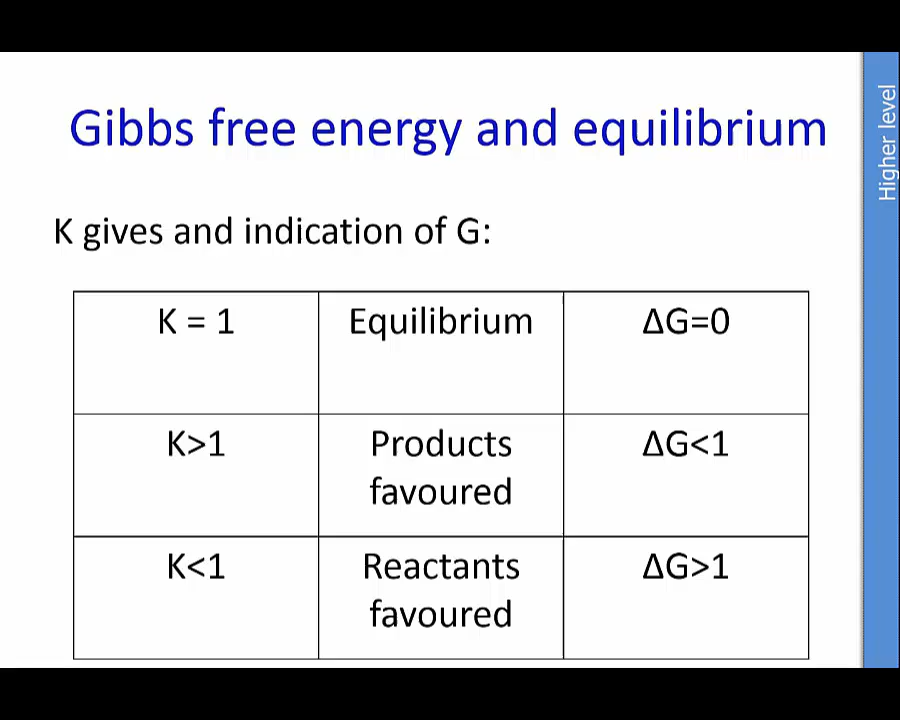 Gibbs free energy and equilibrium
Higher level
K gives and indication of G:
K = 1
Equilibrium
ΔG=0
K>1
Products
favoured
ΔG<1
K<1
Reactants
favoured
ΔG>1